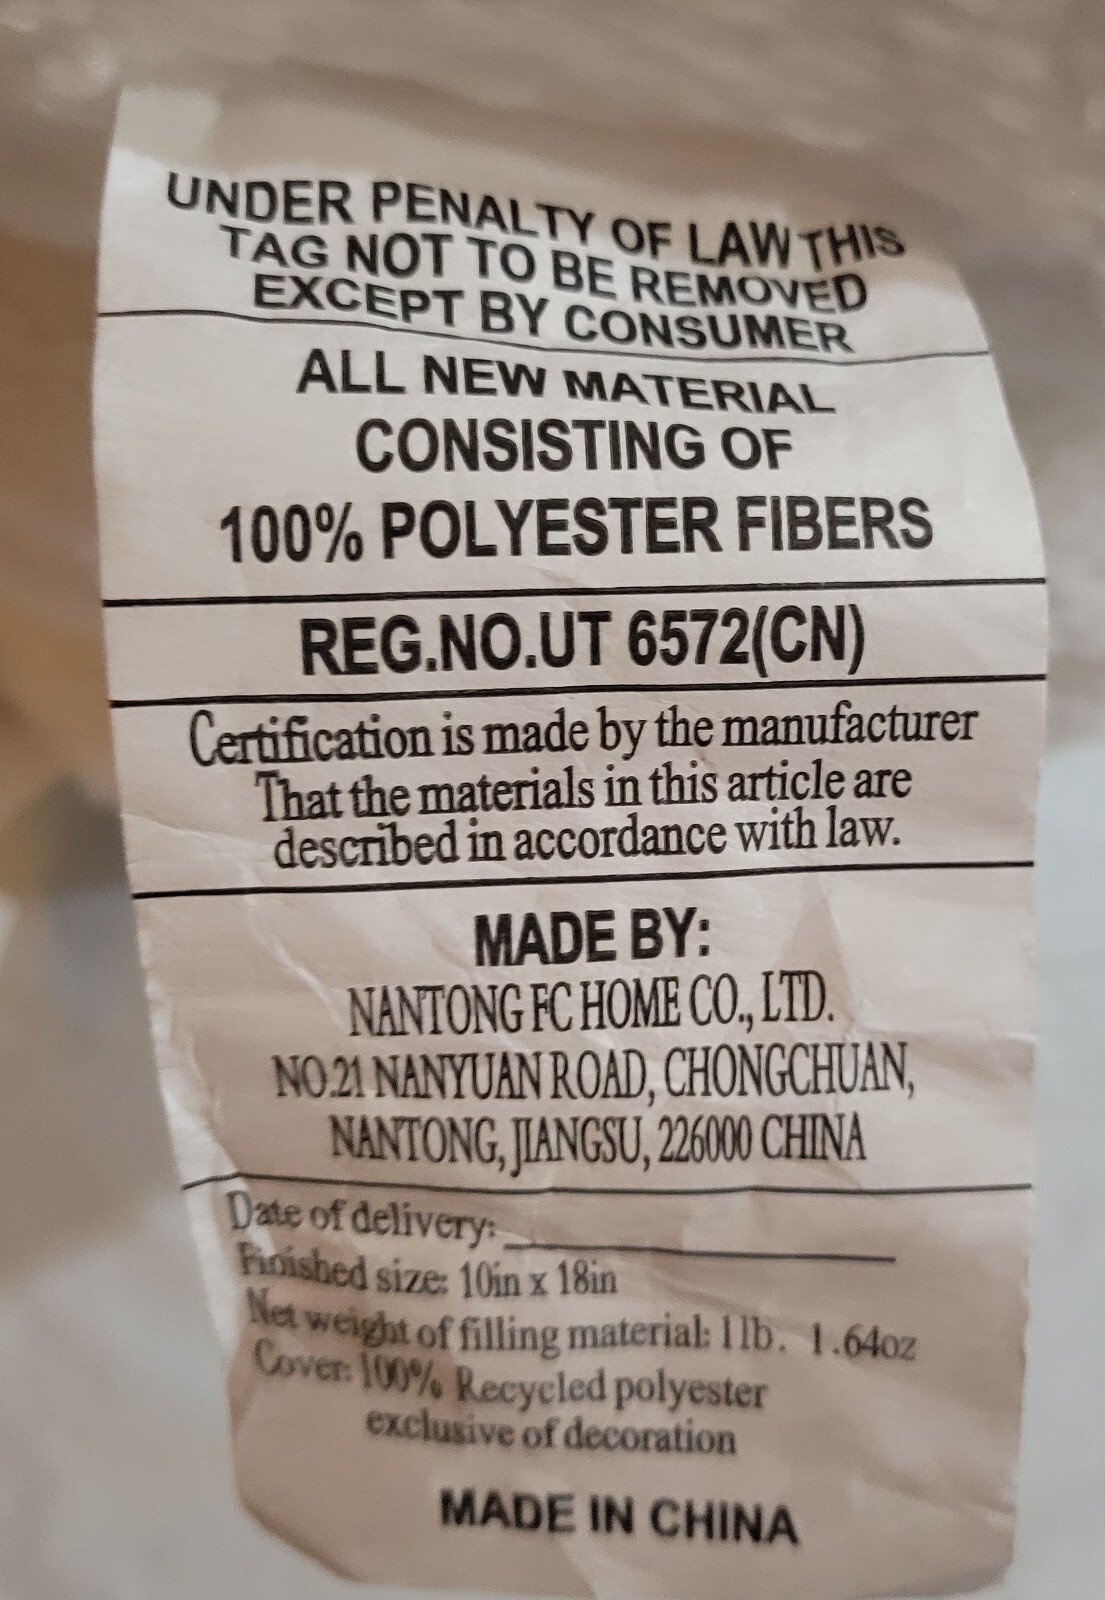 UNDER PENALTY OF LAW THIS
TAG NOT TO BE REMOVED
EXCEPT BY CONSUMER
ALL NEW MATERIAL
CONSISTING OF
100% POLYESTER FIBERS
REG.NO.UT 6572(CN)
Certification is made by the manufacturer
That the materials in this article are
described in accordance with law.
MADE BY:
NANTONG FC HOME CO., LTD.
NO.21 NANYUAN ROAD, CHONGCHUAN,
NANTONG, JIANGSU, 226000 CHINA
Date of delivery:
Finished size: 10in x 18in
Net weight of filling material: 1 lb. 1.64oz
Cover: 100% Recycled polyester
exclusive of decoration
MADE IN CHINA